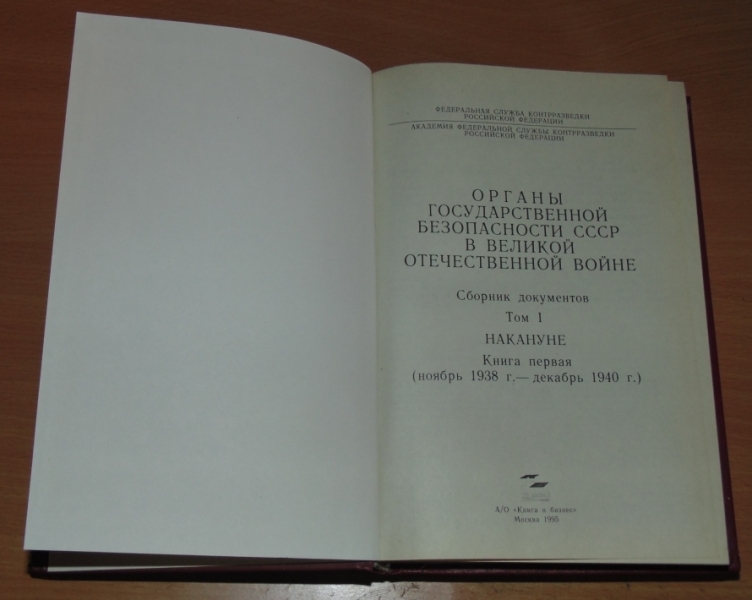 ФЕДЕРАЛЬНАЯ СЛУЖБА КОНТРРАЗВЕДКИ
РОССИЙСКОЙ ФЕДЕРАЦИИ
АКАДЕМИЯ ФЕДЕРАЛЬНОЙ СЛУЖБЫ КОНТРРАЗВЕДКИ
РОССИЙСКОЙ ФЕДЕРАЦИИ
ОРГАНЫ
ГОСУДАРСТВЕННОЙ
БЕЗОПАСНОСТИ СССР
В ВЕЛИКОЙ
ОТЕЧЕСТВЕННОЙ ВОЙНЕ
Сборник документов
Том 1
НАКАНУНЕ
Книга первая
(ноябрь 1938 г.—декабрь 1940 г.)
А/О «Книга и бизнес»
Москва 1995